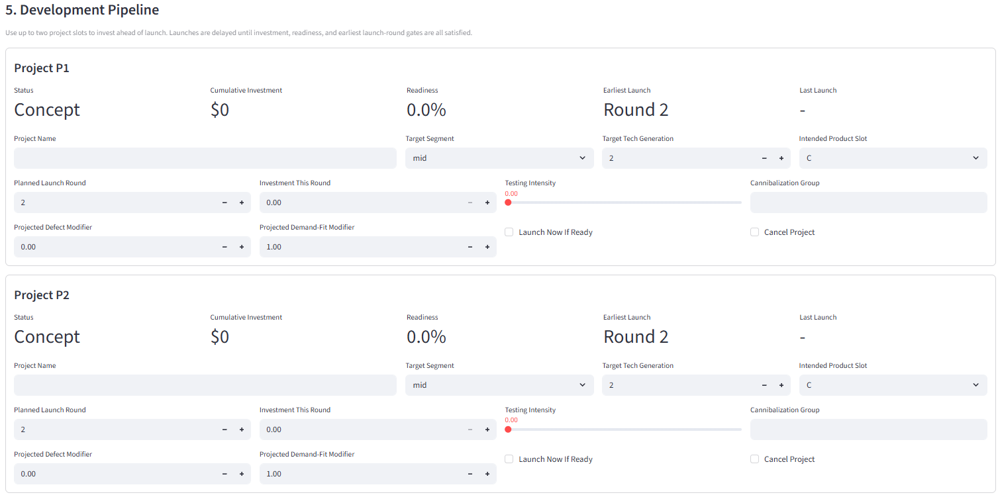 5. Development Pipeline
Use up to two project slots to invest ahead of launch. Launches are delayed until investment, readiness, and earliest launch-round gates are all satisfied.
Project P1
Status Cumulative Investment Readiness Earliest Launch Last Launch
Concept $0 0.0% Round 2 -
Project Name Target Segment Target Tech Generation Intended Product Slot
mid 2 − + C
Planned Launch Round Investment This Round Testing Intensity Cannibalization Group
0.00
2 − + 0.00 − +
Projected Defect Modifier Projected Demand-Fit Modifier
Launch Now If Ready Cancel Project
0.00 − + 1.00 − +
Project P2
Status Cumulative Investment Readiness Earliest Launch Last Launch
Concept $0 0.0% Round 2 -
Project Name Target Segment Target Tech Generation Intended Product Slot
mid 2 − + C
Planned Launch Round Investment This Round Testing Intensity Cannibalization Group
0.00
2 − + 0.00 − +
Projected Defect Modifier Projected Demand-Fit Modifier
Launch Now If Ready Cancel Project
0.00 − + 1.00 − +